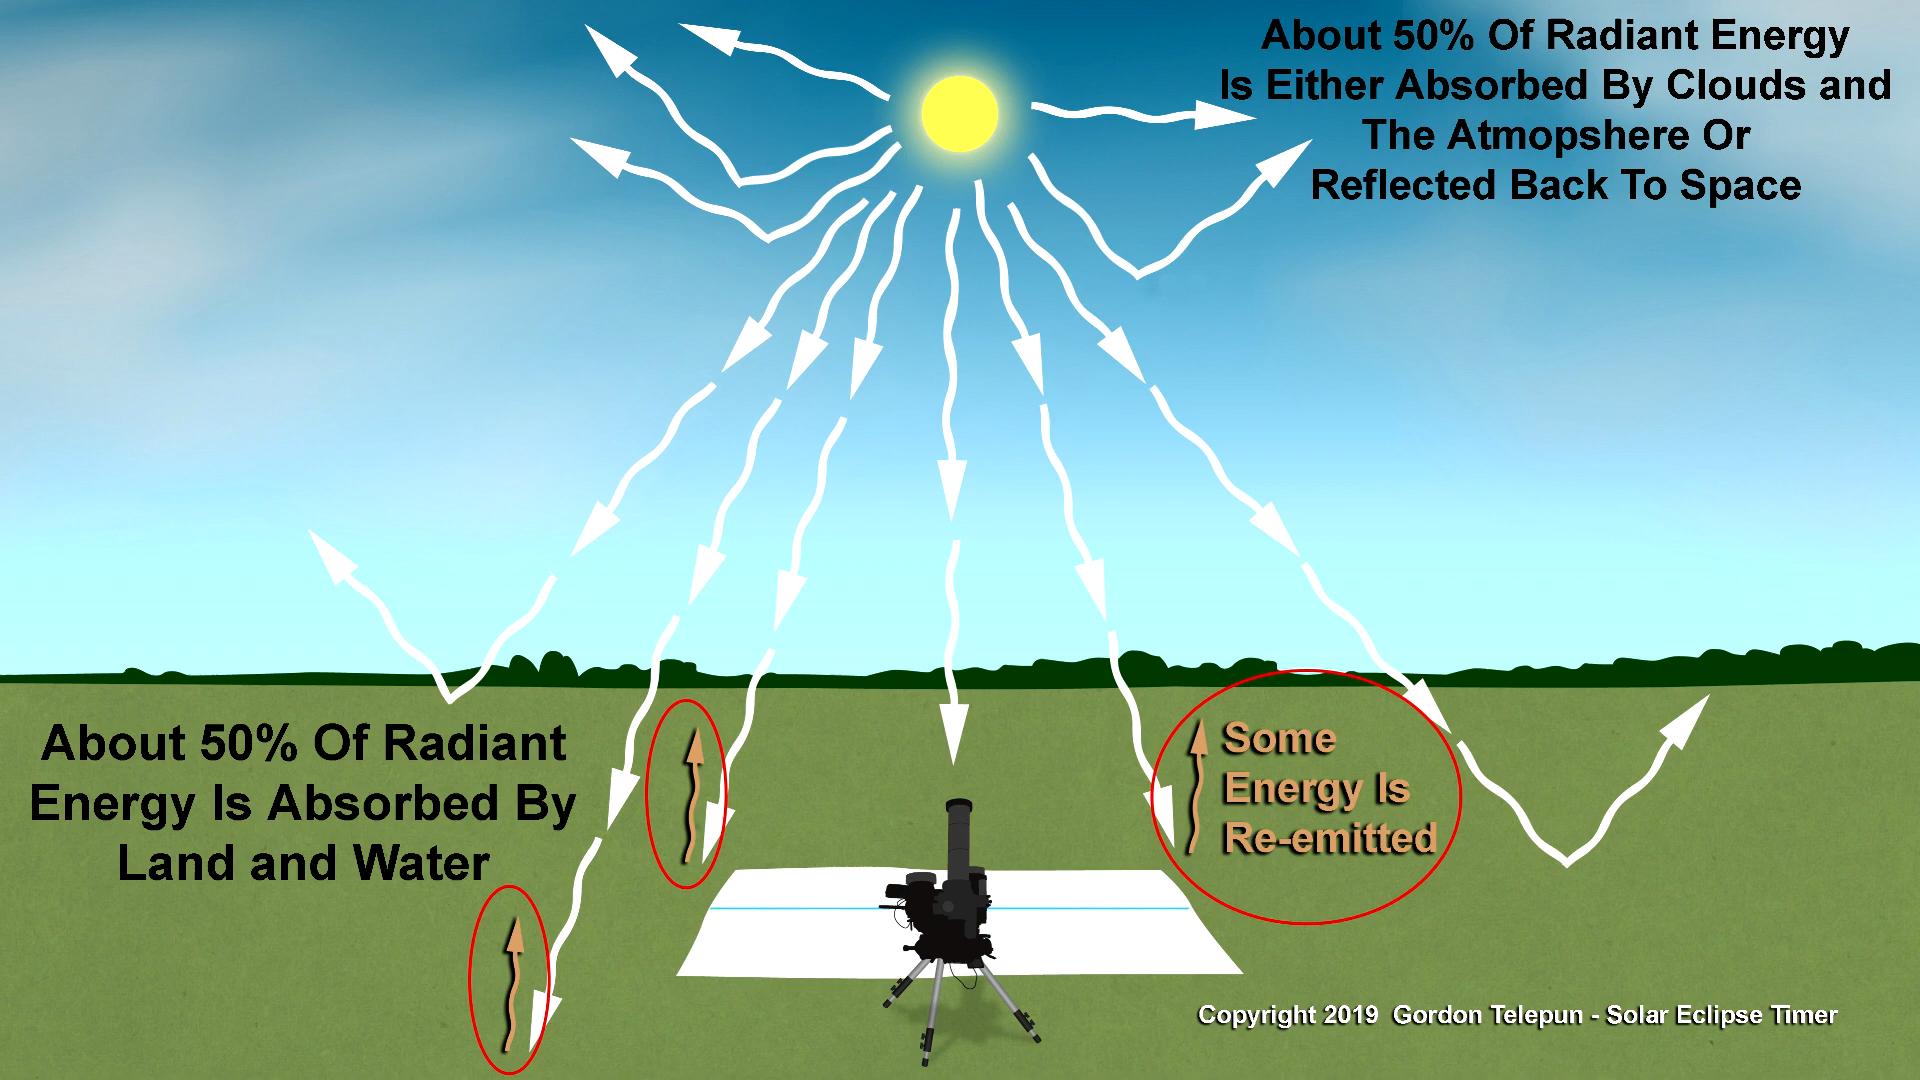 About 50% Of Radiant Energy
Is Either Absorbed By Clouds and
The Atmopshere Or
Reflected Back To Space
About 50% Of Radiant
Energy Is Absorbed By
Land and Water
Some
Energy Is
Re-emitted
Copyright 2019  Gordon Telepun - Solar Eclipse Timer